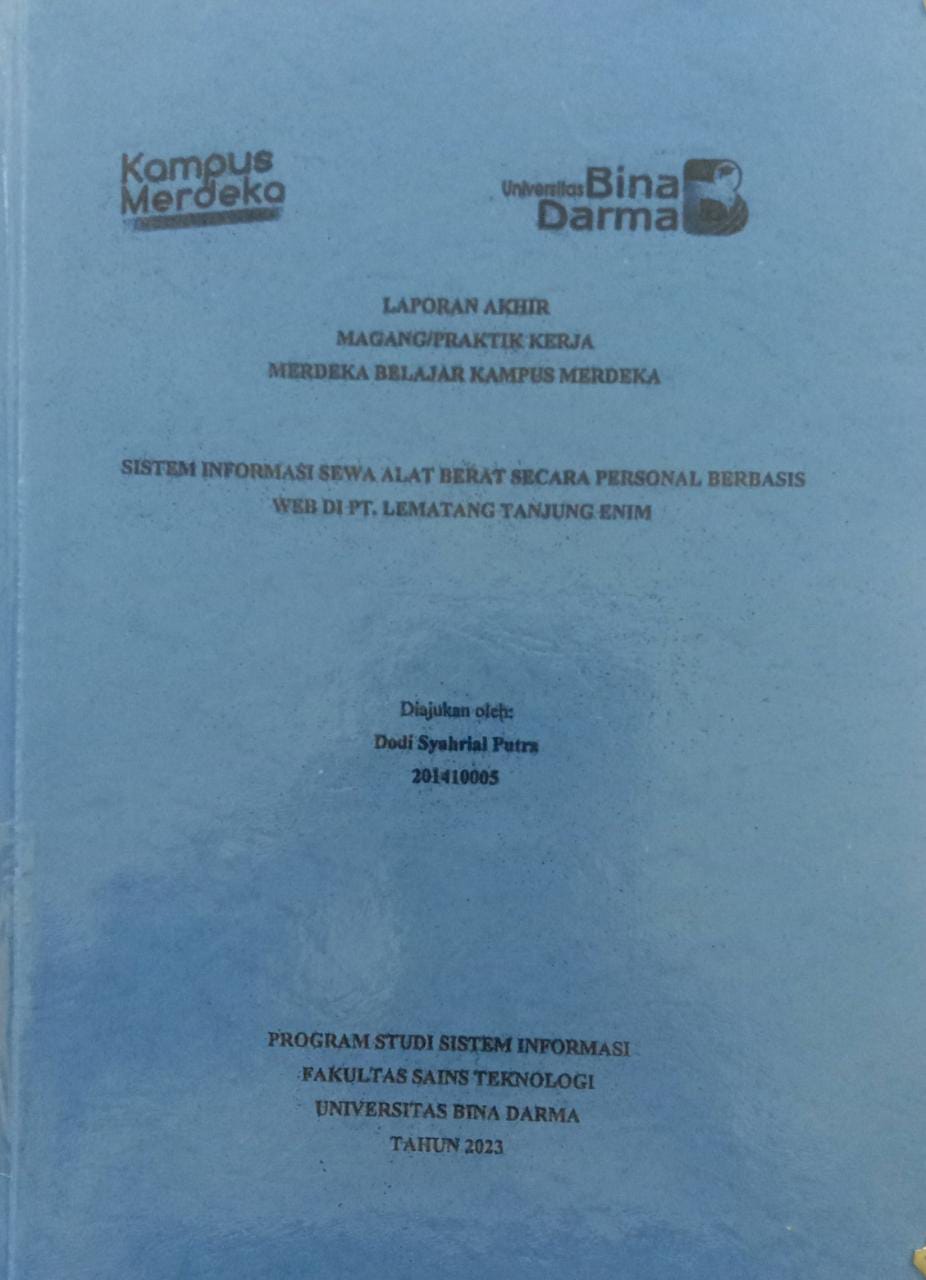 Kampus
Merdeka
Universitas Bina
Darma
LAPORAN AKHIR
MAGANG/PRAKTIK KERJA
MERDEKA BELAJAR KAMPUS MERDEKA
SISTEM INFORMASI SEWA ALAT BERAT SECARA PERSONAL BERBASIS
WEB DI PT. LEMATANG TANJUNG ENIM
Diajukan oleh:
Dodi Syahrial Putra
201410005
PROGRAM STUDI SISTEM INFORMASI
FAKULTAS SAINS TEKNOLOGI
UNIVERSITAS BINA DARMA
TAHUN 2023